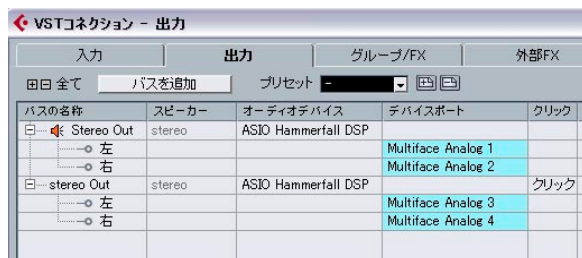 VSTコネクション - 出力
入力 出力 グループ/FX 外部FX
全て バスを追加 プリセット -
バスの名称 スピーカー オーディオデバイス デバイスポート クリック
Stereo Out stereo ASIO Hammerfall DSP
左 Multiface Analog 1
右 Multiface Analog 2
stereo Out stereo ASIO Hammerfall DSP クリック
左 Multiface Analog 3
右 Multiface Analog 4